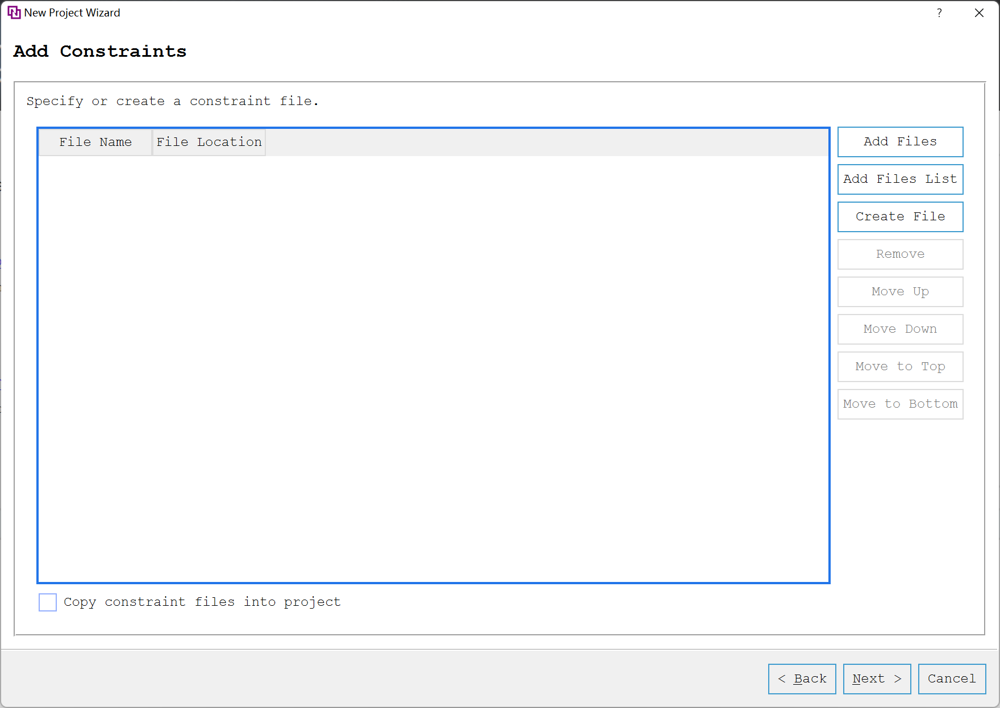 New Project Wizard
?
Add Constraints
Specify or create a constraint file.
File Name
File Location
Add Files
Add Files List
Create File
Remove
Move Up
Move Down
Move to Top
Move to Bottom
Copy constraint files into project
< Back
Next >
Cancel